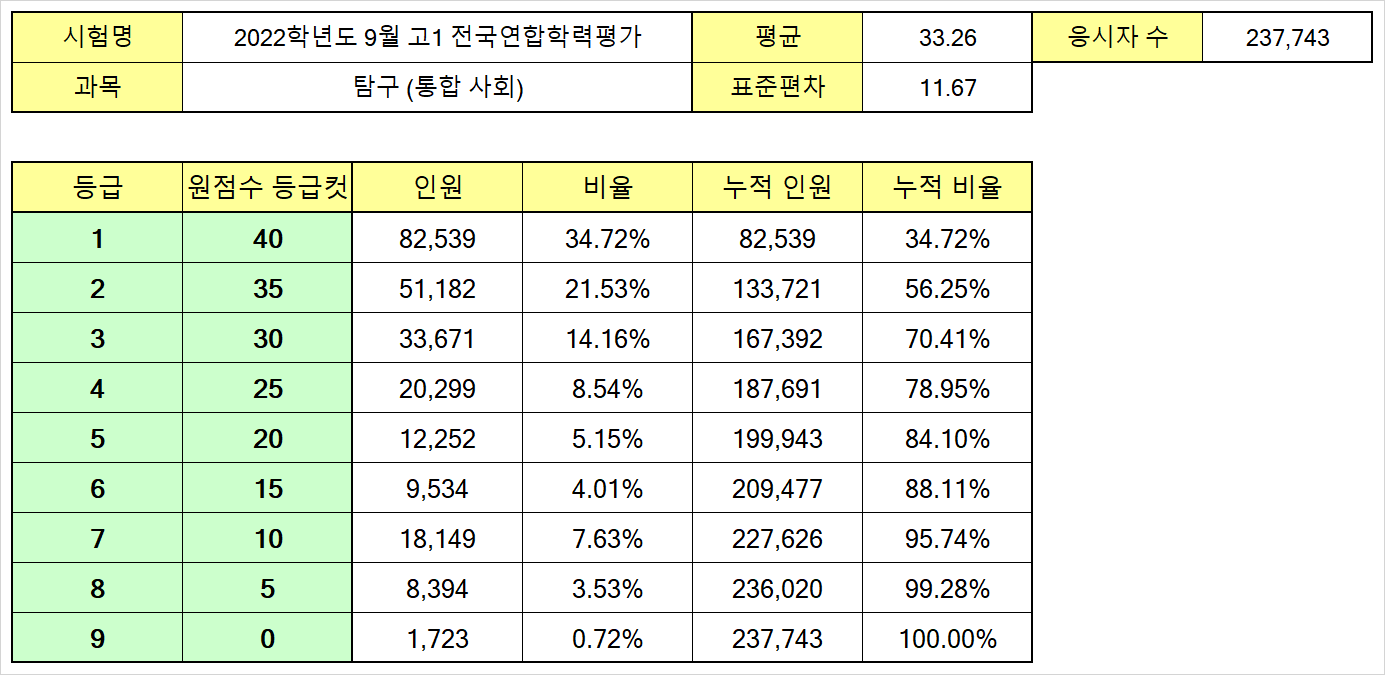 시험명 2022학년도 9월 고1 전국연합학력평가 평균 33.26 응시자 수 237,743
과목 탐구 (통합 사회) 표준편차 11.67
등급 원점수 등급컷 인원 비율 누적 인원 누적 비율
1 40 82,539 34.72% 82,539 34.72%
2 35 51,182 21.53% 133,721 56.25%
3 30 33,671 14.16% 167,392 70.41%
4 25 20,299 8.54% 187,691 78.95%
5 20 12,252 5.15% 199,943 84.10%
6 15 9,534 4.01% 209,477 88.11%
7 10 18,149 7.63% 227,626 95.74%
8 5 8,394 3.53% 236,020 99.28%
9 0 1,723 0.72% 237,743 100.00%